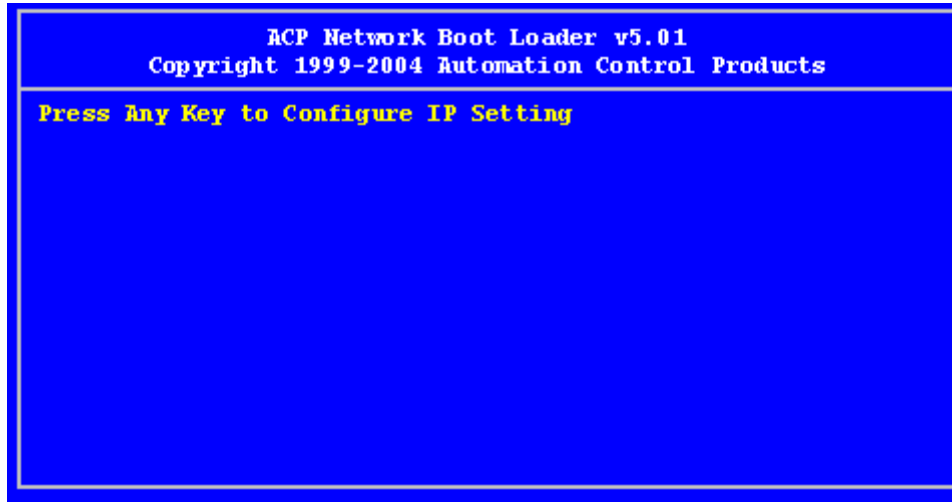 ACP Network Boot Loader v5.01
Copyright 1999-2004 Automation Control Products
Press Any Key to Configure IP Setting